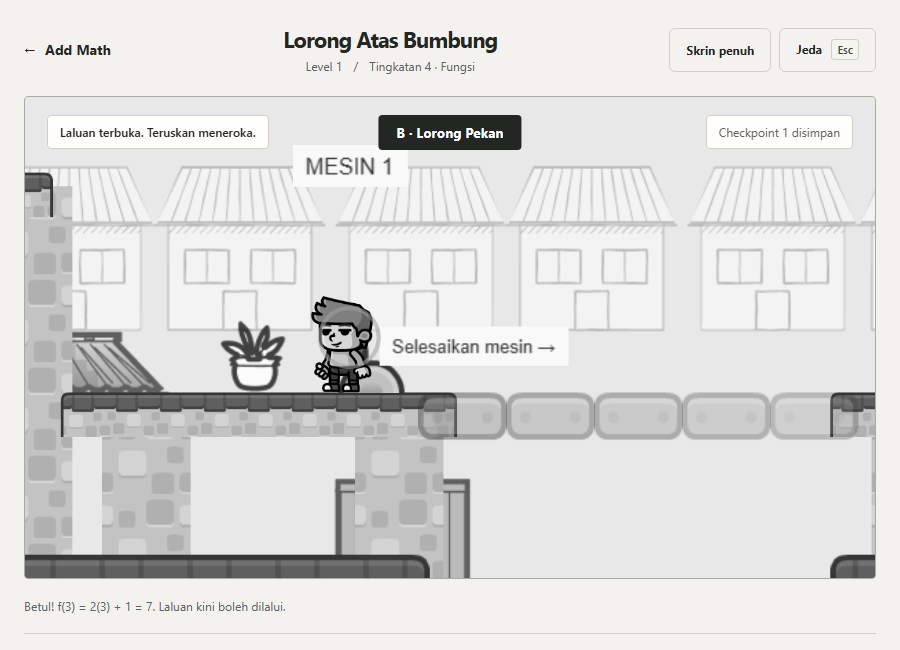 ← Add Math
Lorong Atas Bumbung
Level 1 / Tingkatan 4 · Fungsi
Skrin penuh
Jeda Esc
Laluan terbuka. Teruskan meneroka.
B · Lorong Pekan
Checkpoint 1 disimpan
MESIN 1
Selesaikan mesin →
Betul! f(3) = 2(3) + 1 = 7. Laluan kini boleh dilalui.